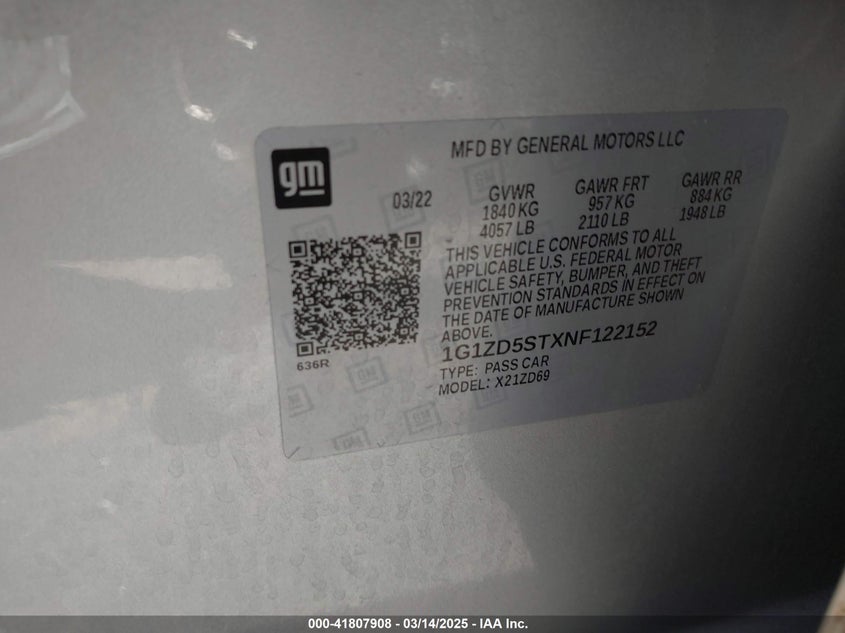 gm
MFD BY GENERAL MOTORS LLC
03/22
GVWR
1840 KG
4057 LB
GAWR FRT
957 KG
2110 LB
GAWR RR
884 KG
1948 LB
THIS VEHICLE CONFORMS TO ALL
APPLICABLE U.S. FEDERAL MOTOR
VEHICLE SAFETY, BUMPER, AND THEFT
PREVENTION STANDARDS IN EFFECT ON
THE DATE OF MANUFACTURE SHOWN
ABOVE.
1G1ZD5STXNF122152
TYPE: PASS CAR
MODEL: X21ZD69
636R
000-41807908 - 03/14/2025 - IAA Inc.